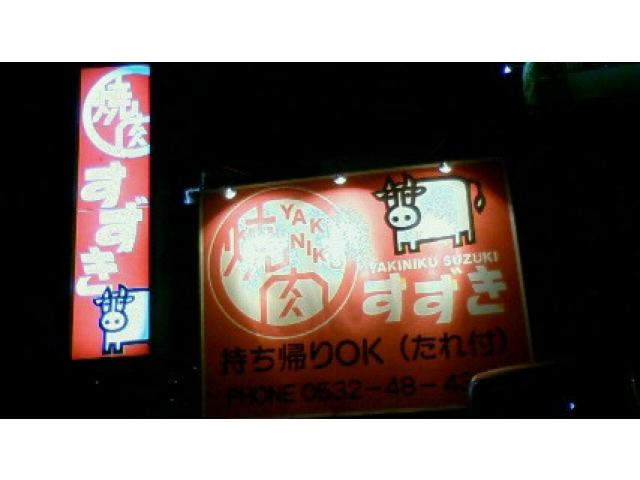 焼肉
すずき
焼肉
YAKINIKU
YAKINIKU SUZUKI
すずき
持ち帰りOK(たれ付)
PHONE 0532-48-4